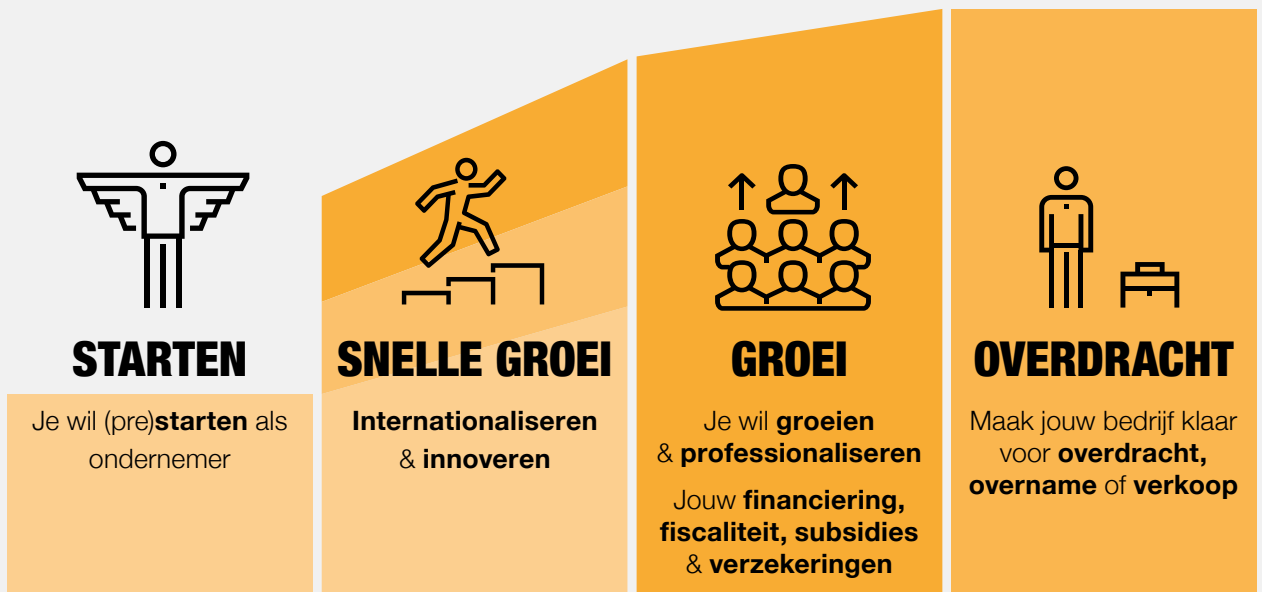 STARTEN
Je wil (pre)starten als
ondernemer
SNELLE GROEI
Internationaliseren
& innoveren
GROEI
Je wil groeien
& professionaliseren
Jouw financiering,
fiscaliteit, subsidies
& verzekeringen
OVERDRACHT
Maak jouw bedrijf klaar
voor overdracht,
overname of verkoop